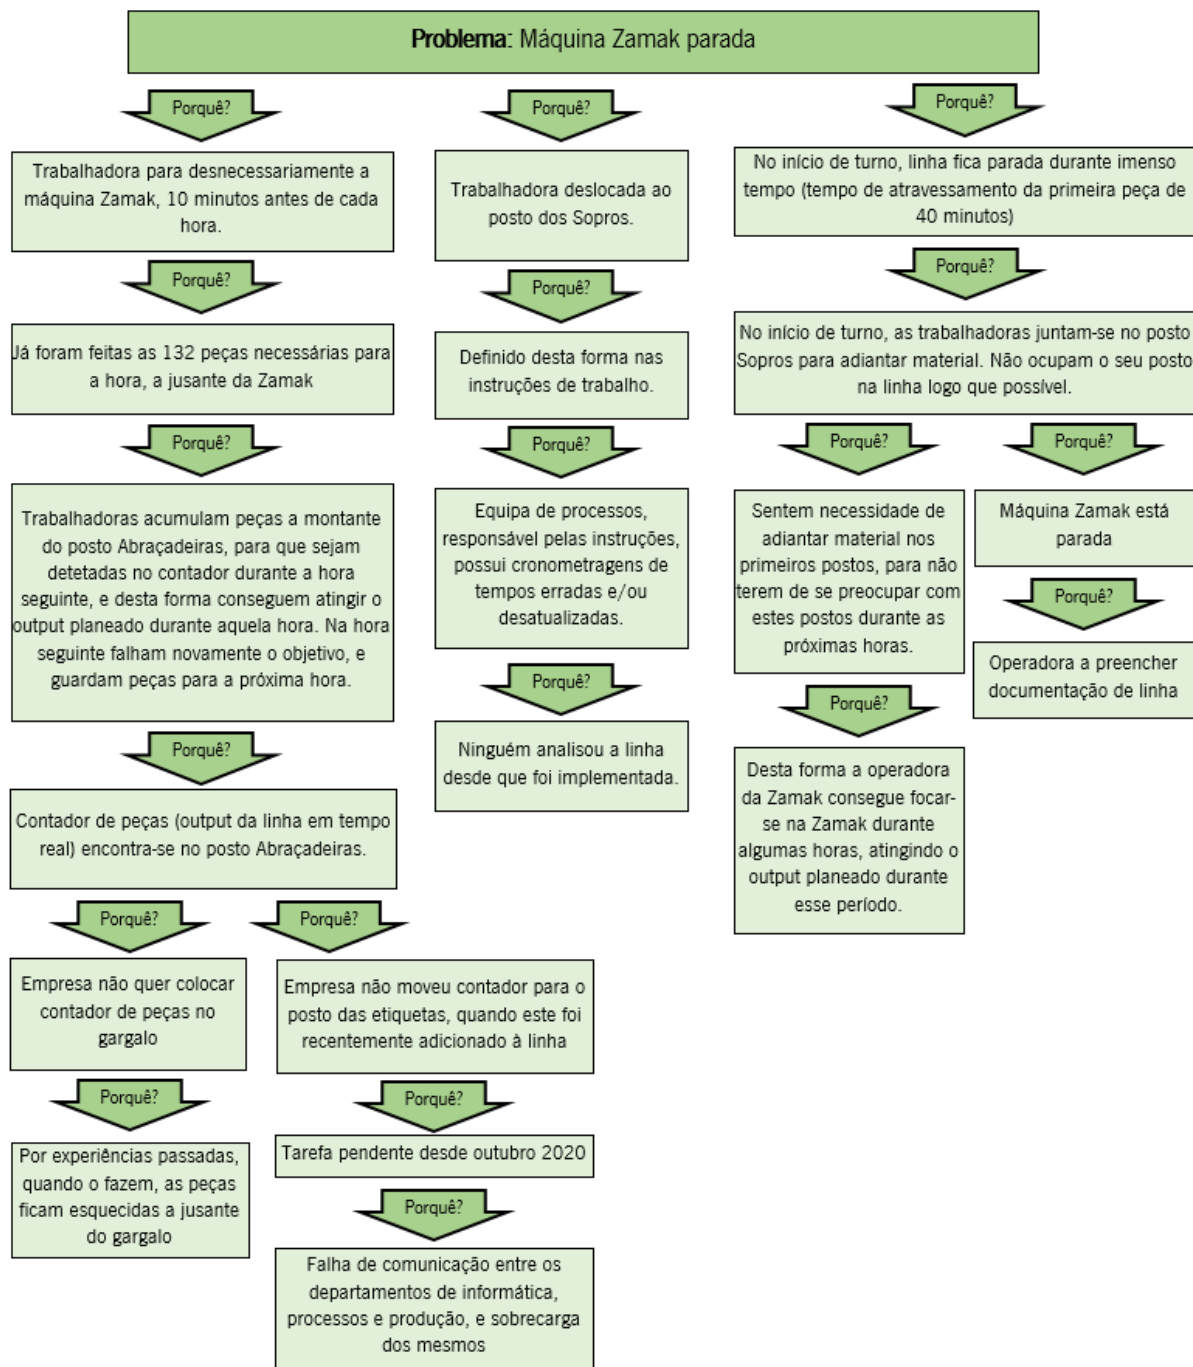 Problema: Máquina Zamak parada
Porquê?
Trabalhadora para desnecessariamente a
máquina Zamak, 10 minutos antes de cada
hora.
Porquê?
Já foram feitas as 132 peças necessárias para
a hora, a jusante da Zamak
Porquê?
Trabalhadoras acumulam peças a montante
do posto Abraçadeiras, para que sejam
detetadas no contador durante a hora
seguinte, e desta forma conseguem atingir o
output planeado durante aquela hora. Na hora
seguinte falham novamente o objetivo, e
guardam peças para a próxima hora.
Porquê?
Contador de peças (output da linha em tempo
real) encontra-se no posto Abraçadeiras.
Porquê?
Empresa não quer colocar
contador de peças no
gargalo
Porquê?
Por experiências passadas,
quando o fazem, as peças
ficam esquecidas a jusante
do gargalo
Porquê?
Empresa não moveu contador para o
posto das etiquetas, quando este foi
recentemente adicionado à linha
Porquê?
Tarefa pendente desde outubro 2020
Porquê?
Falha de comunicação entre os
departamentos de informática,
processos e produção, e sobrecarga
dos mesmos
Porquê?
Trabalhadora deslocada ao
posto dos Sopros.
Porquê?
Definido desta forma nas
instruções de trabalho.
Porquê?
Equipa de processos,
responsável pelas instruções,
possui cronometragens de
tempos erradas e/ou
desatualizadas.
Porquê?
Ninguém analisou a linha
desde que foi implementada.
Porquê?
No início de turno, linha fica parada durante imenso
tempo (tempo de atravessamento da primeira peça de
40 minutos)
Porquê?
No início de turno, as trabalhadoras juntam-se no posto
Sopros para adiantar material. Não ocupam o seu posto
na linha logo que possível.
Porquê?
Sentem necessidade de
adiantar material nos
primeiros postos, para não
terem de se preocupar com
estes postos durante as
próximas horas.
Porquê?
Desta forma a operadora
da Zamak consegue focar-
se na Zamak durante
algumas horas, atingindo o
output planeado durante
esse período.
Porquê?
Máquina Zamak está
parada
Porquê?
Operadora a preencher
documentação de linha